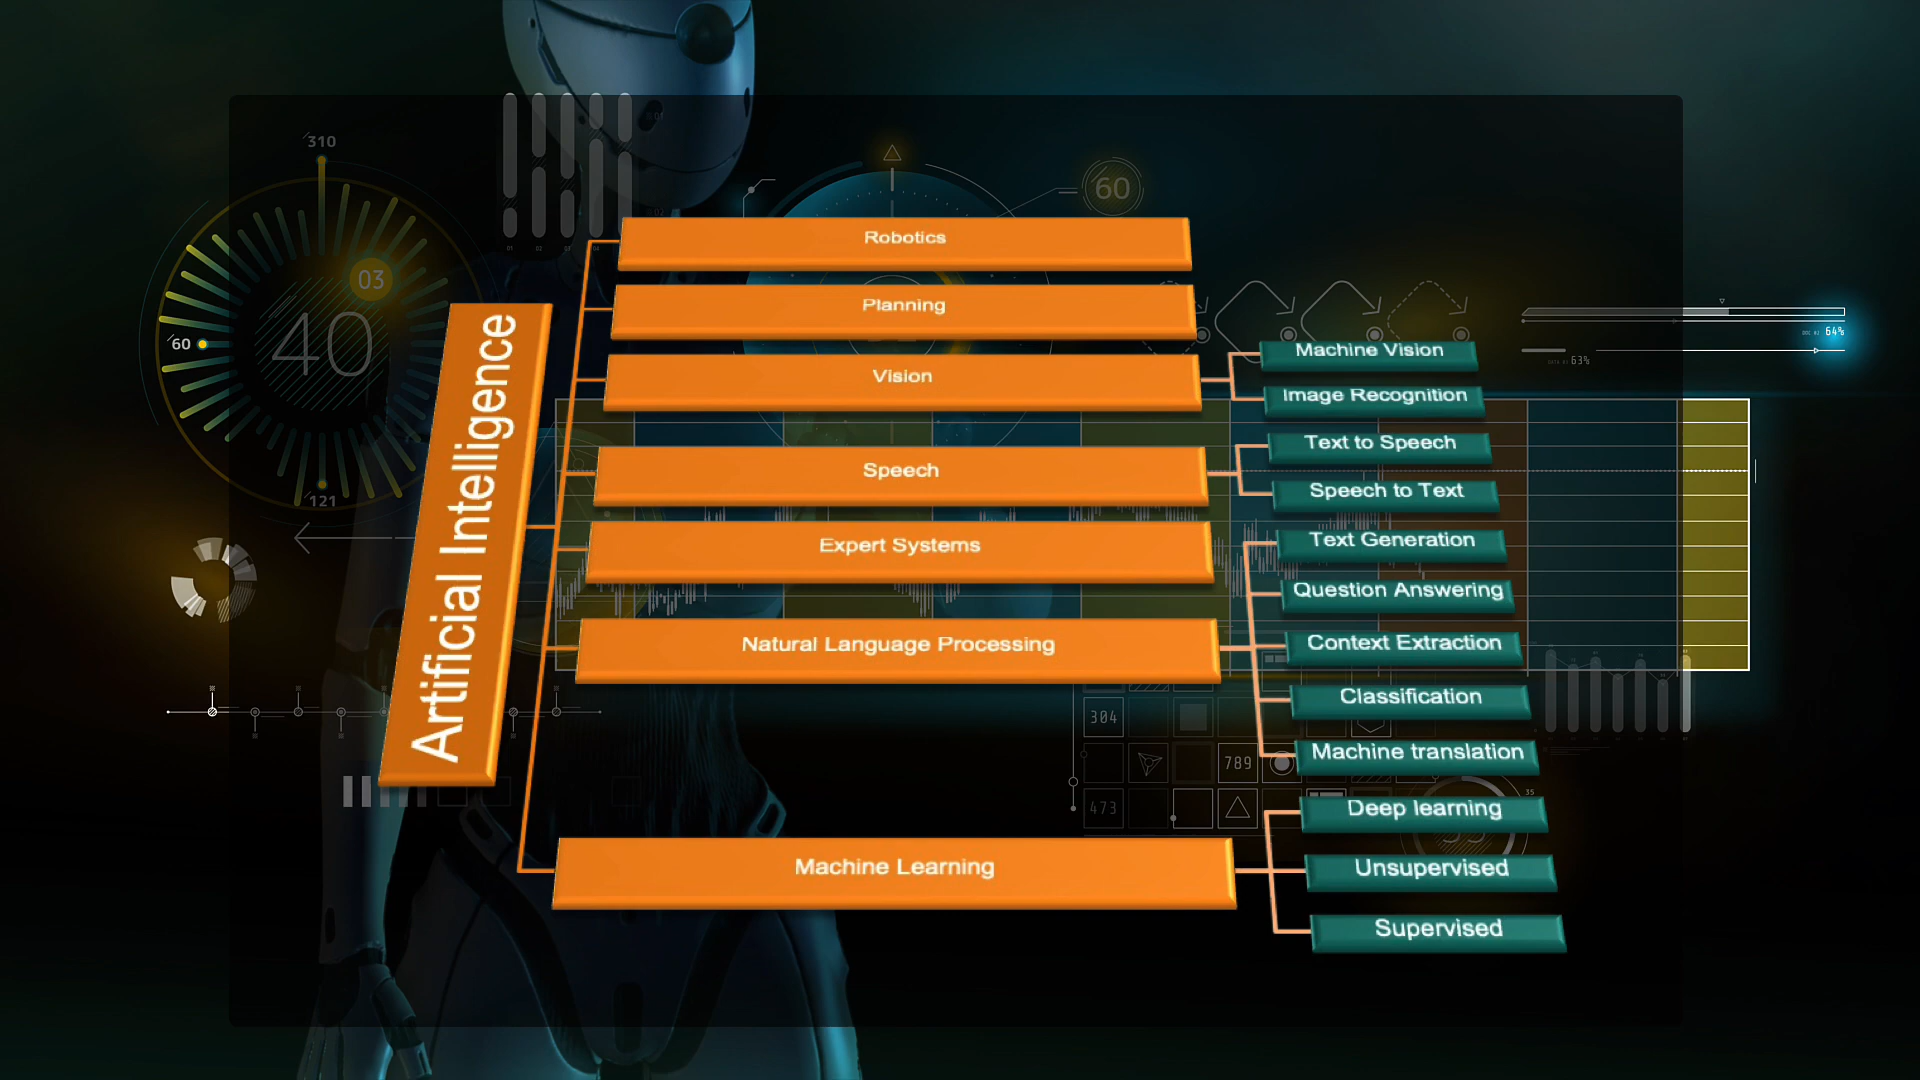 310
03
40
60
121
60
64%
63%
Artificial Intelligence
Robotics
Planning
Vision
Speech
Expert Systems
Natural Language Processing
Machine Learning
Machine Vision
Image Recognition
Text to Speech
Speech to Text
Text Generation
Question Answering
Context Extraction
Classification
Machine translation
Deep learning
Unsupervised
Supervised
304
789
473
35